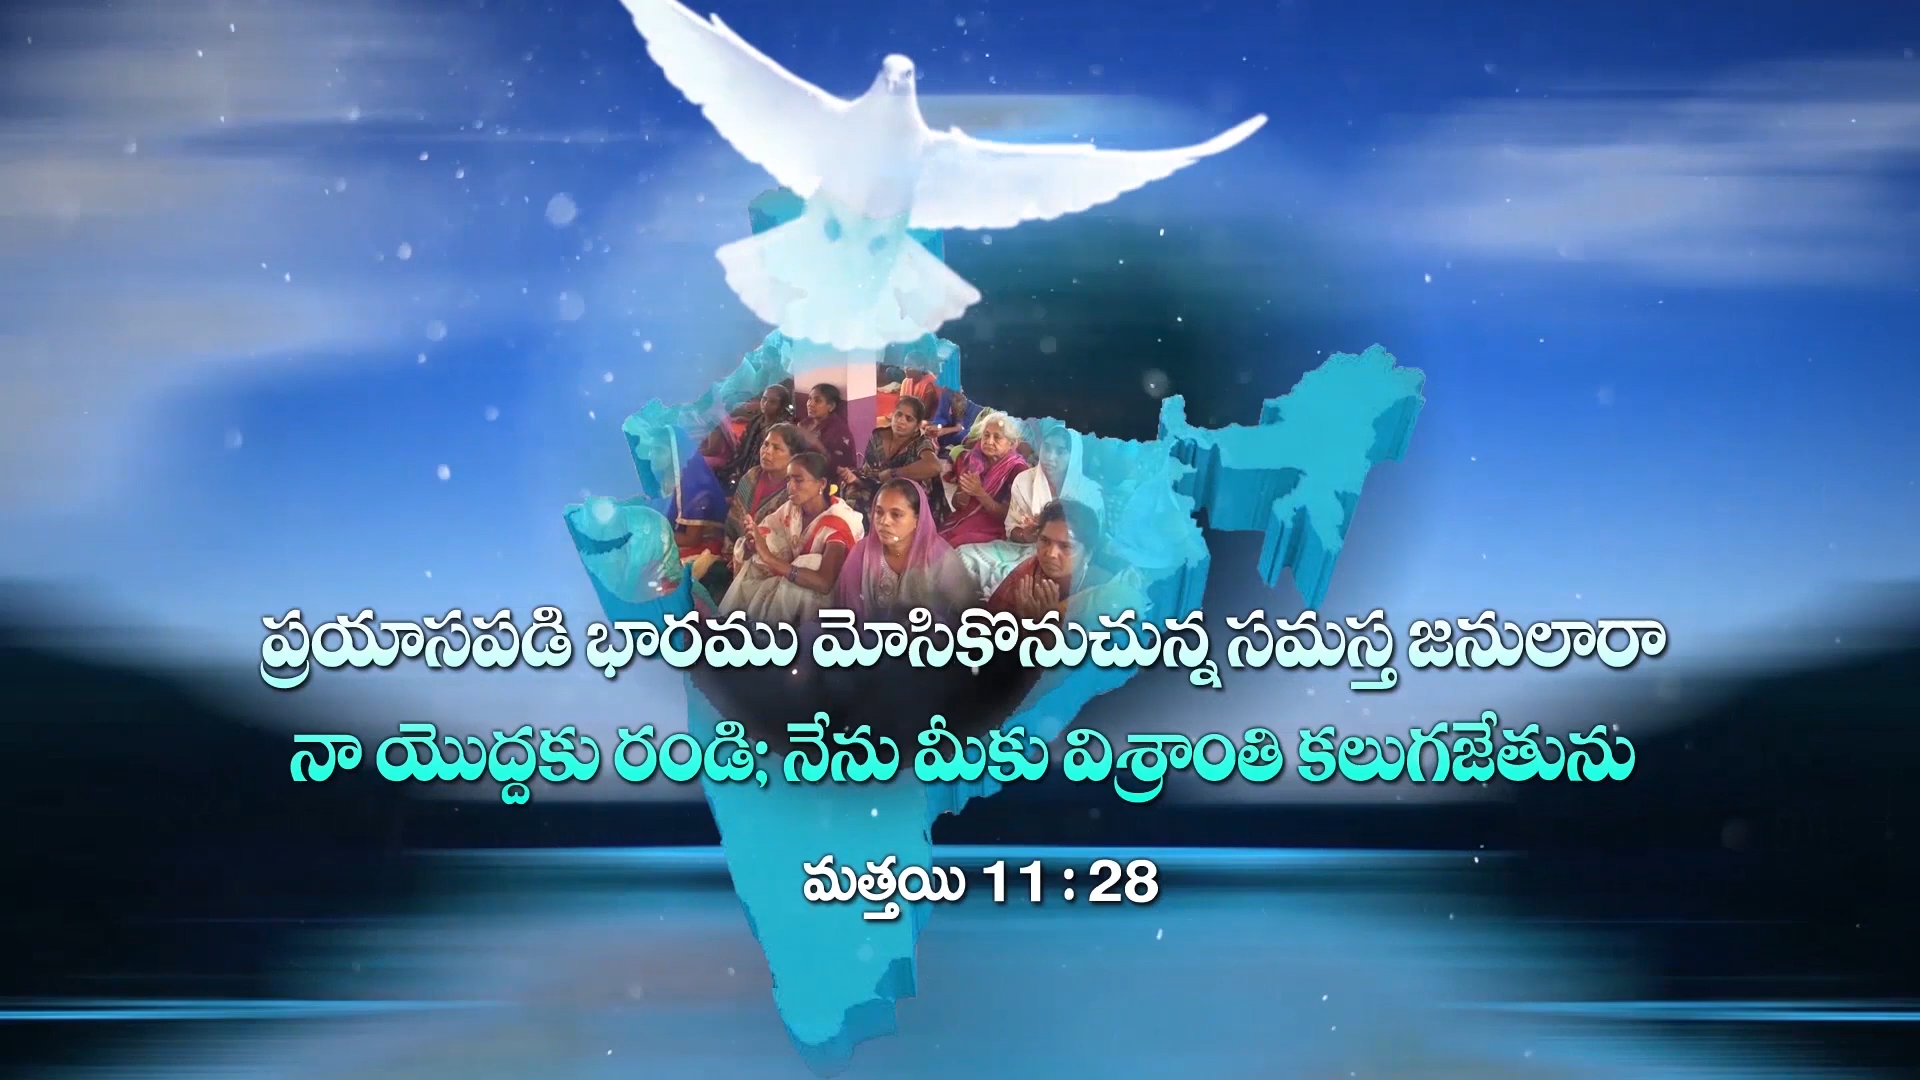 ప్రయాసపడి భారము మోసికొనుచున్న సమస్త జనులారా
నా యొద్దకు రండి; నేను మీకు విశ్రాంతి కలుగజేతును
మత్తయి 11 : 28